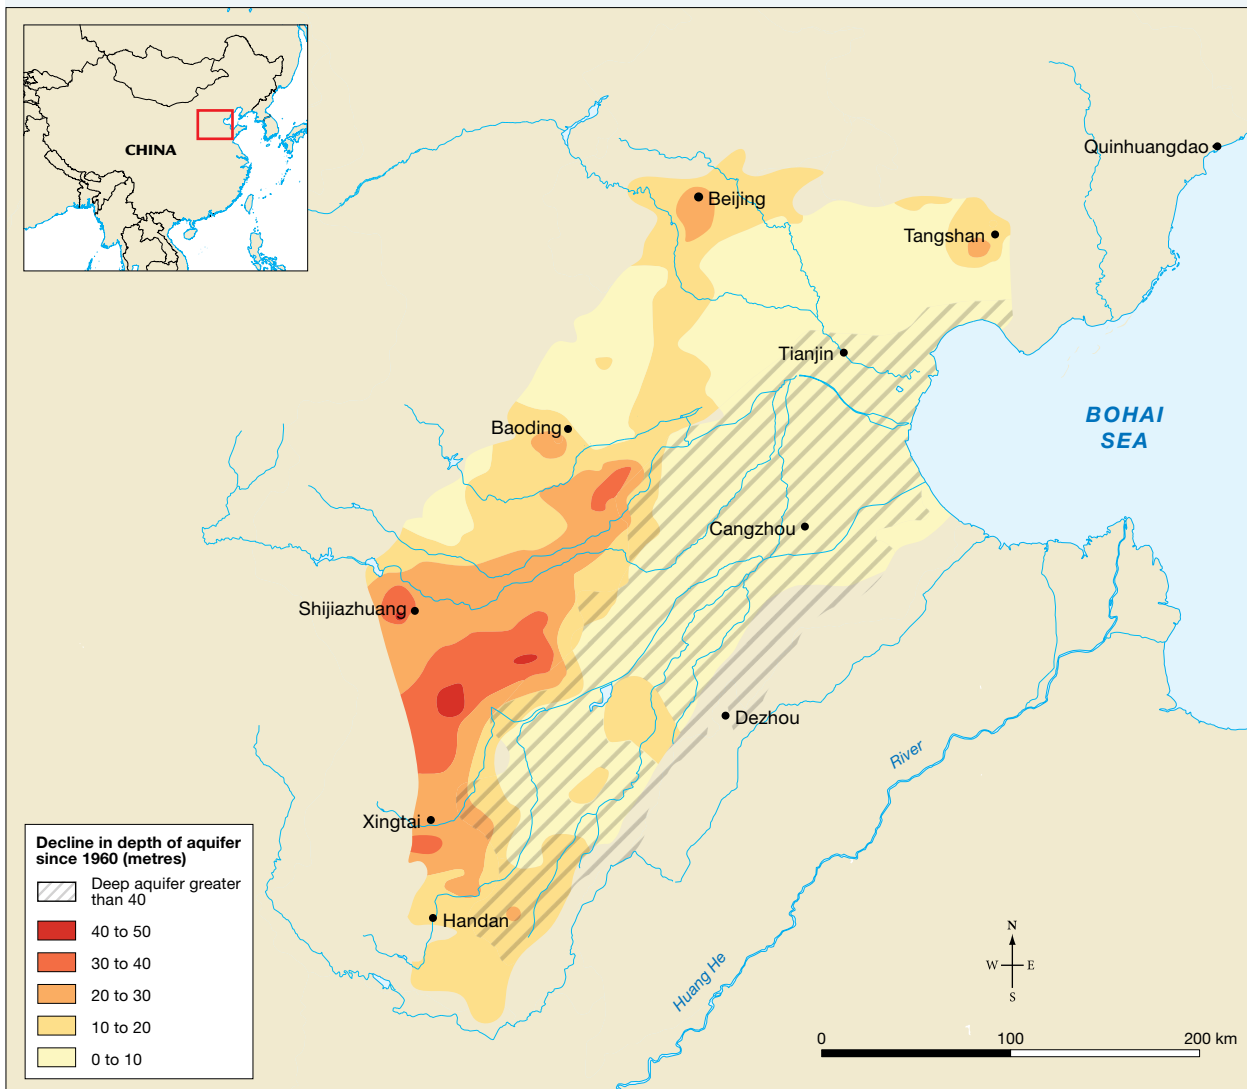 CHINA
Quinhuangdao
Beijing
Tangshan
Tianjin
BOHAI
SEA
Baoding
Cangzhou
Shijiazhuang
Dezhou
River
Xingtai
Handan
Huang He
Decline in depth of aquifer
since 1960 (metres)
Deep aquifer greater
than 40
40 to 50
30 to 40
20 to 30
10 to 20
0 to 10
N
W E
S
0 100 200 km